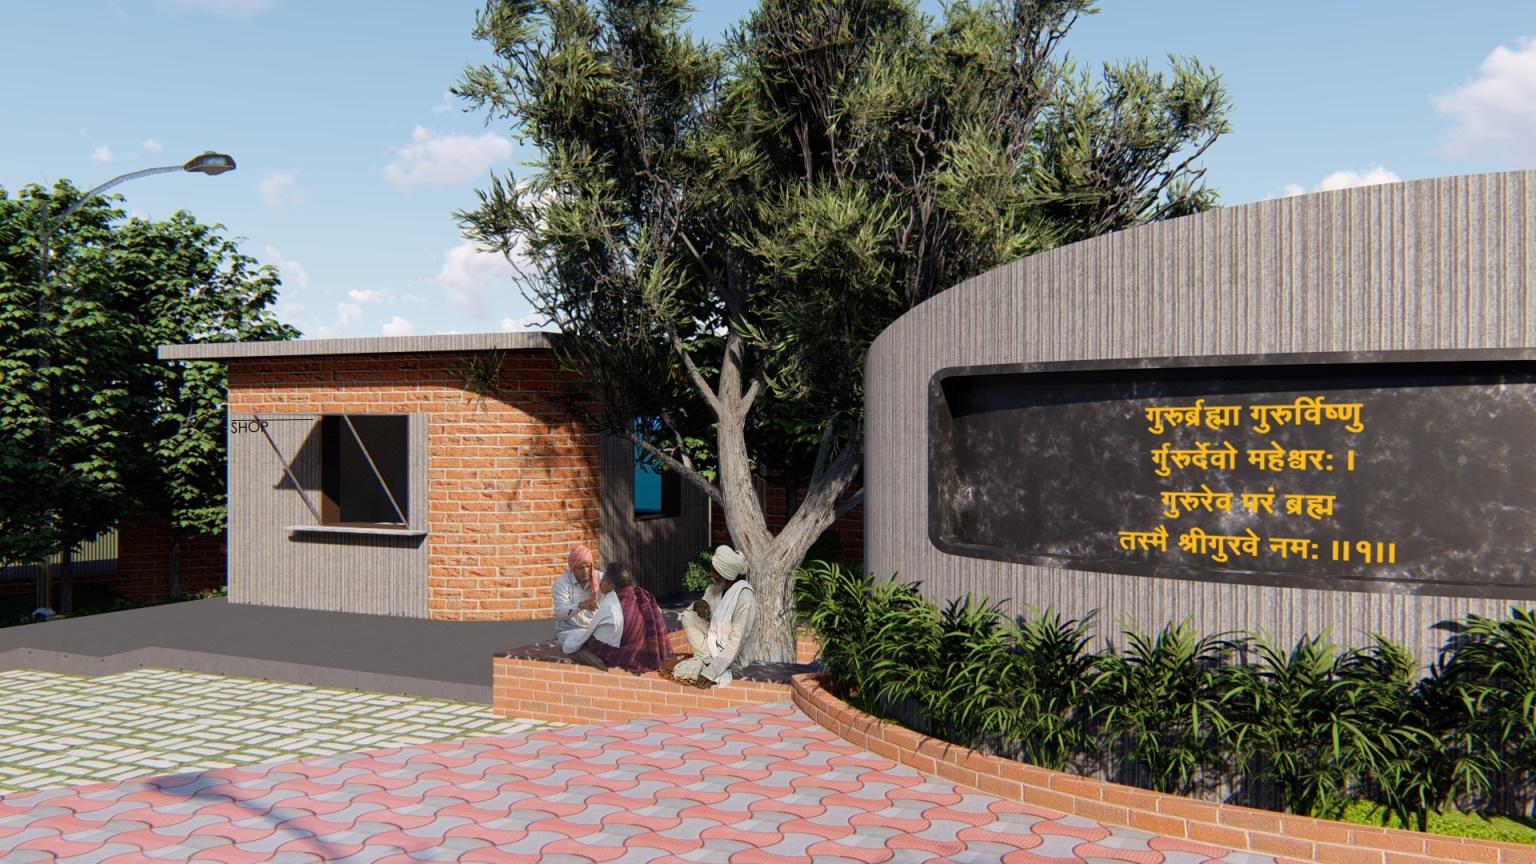 SHOP
गुरुर्ब्रह्मा गुरुर्विष्णु
र्गुरुर्देवो महेश्वर: ।
गुरुरेव परं ब्रह्म
तस्मै श्रीगुरवे नम: ।।१।।